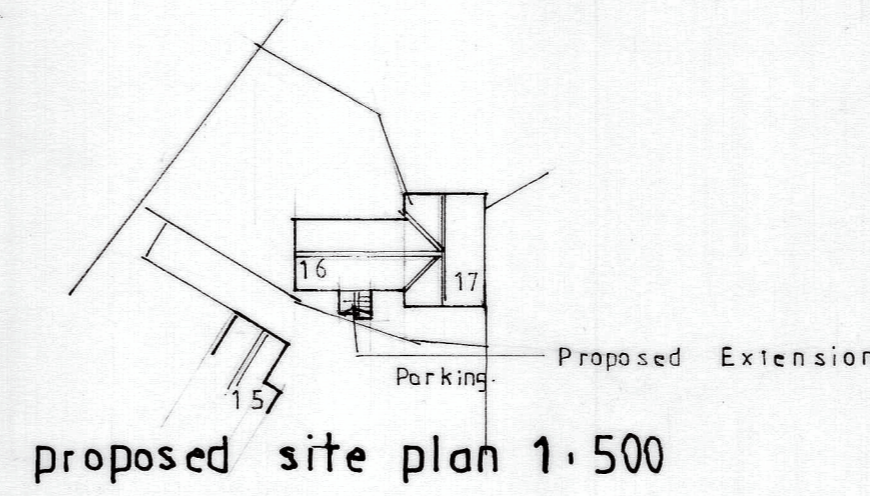 16
17
Proposed Extension
Parking.
15
proposed site plan 1:500